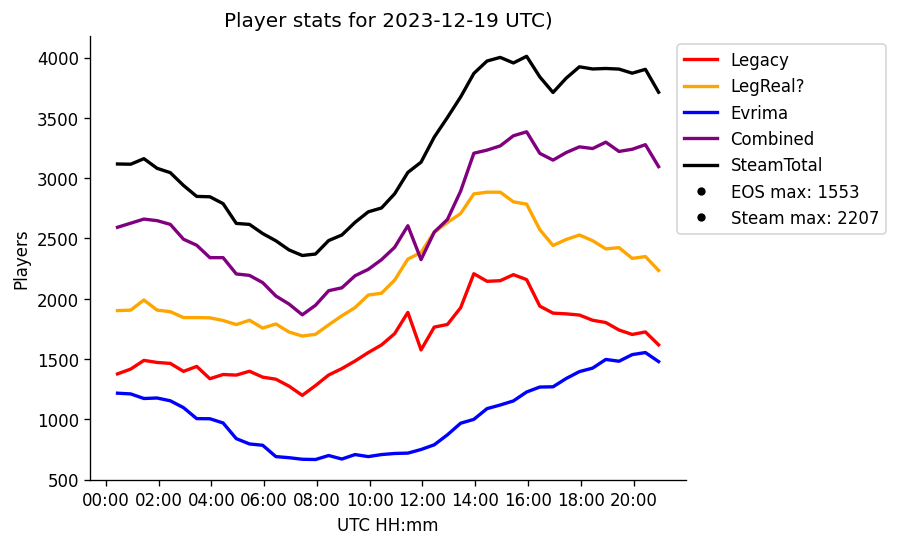 Player stats for 2023-12-19 UTC)
Legacy
LegReal?
Evrima
Combined
SteamTotal
EOS max: 1553
Steam max: 2207
Players
4000
3500
3000
2500
2000
1500
1000
500
00:00 02:00 04:00 06:00 08:00 10:00 12:00 14:00 16:00 18:00 20:00
UTC HH:mm